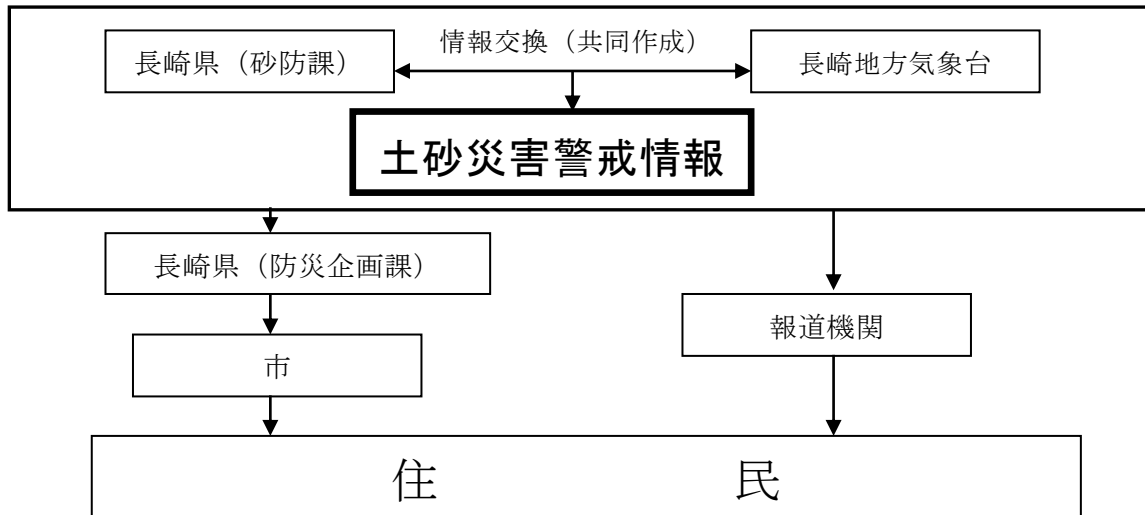 情報交換（共同作成）
長崎県（砂防課）
長崎地方気象台
土砂災害警戒情報
長崎県（防災企画課）
報道機関
市
住　民